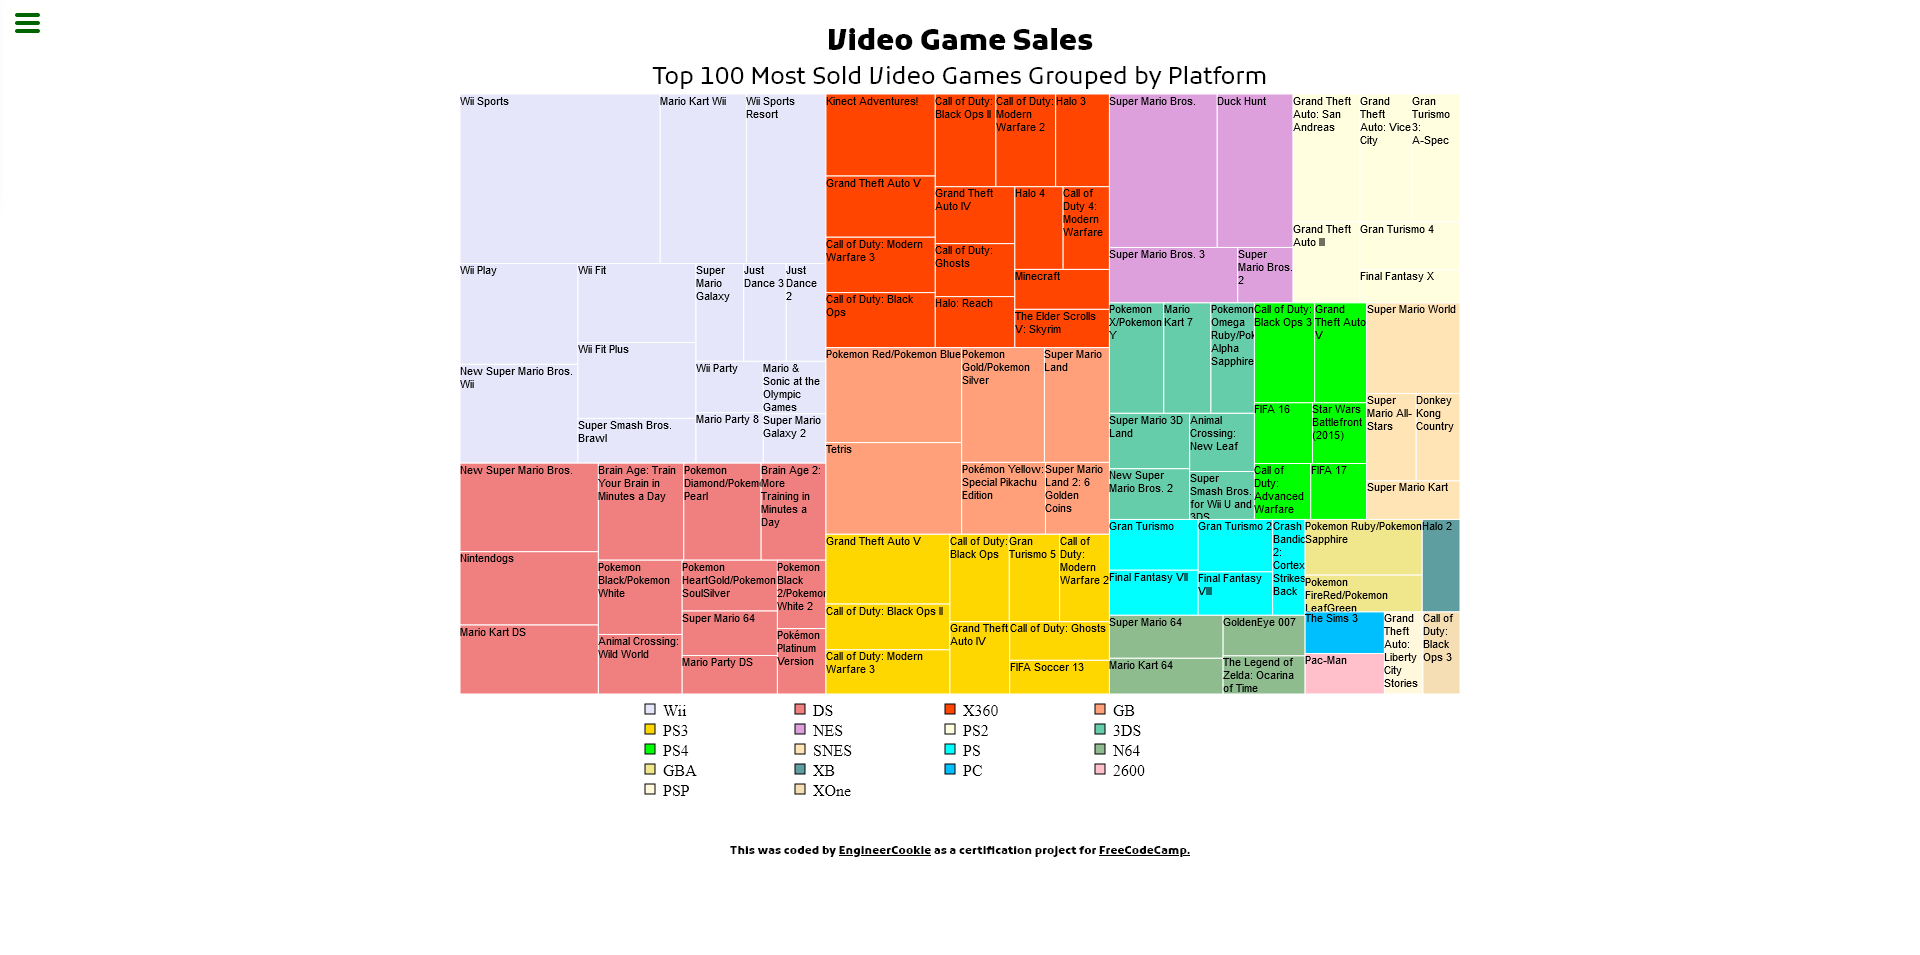 Video Game Sales
Top 100 Most Sold Video Games Grouped by Platform
Wii Sports
Mario Kart Wii
Wii Sports
Resort
Wii Play
New Super Mario Bros.
Wii
Wii Fit
Wii Fit Plus
Super Smash Bros.
Brawl
Super
Mario
Galaxy
Just
Dance 3
Just
Dance
2
Wii Party
Mario Party 8
Mario &
Sonic at the
Olympic
Games
Super Mario
Galaxy 2
New Super Mario Bros.
Nintendogs
Mario Kart DS
Brain Age: Train
Your Brain in
Minutes a Day
Pokemon
Diamond/Pokem
Pearl
Brain Age 2:
More
Training in
Minutes a
Day
Pokemon
Black/Pokemon
White
Animal Crossing:
Wild World
Pokemon
HeartGold/Pokemon
SoulSilver
Super Mario 64
Mario Party DS
Pokemon
Black
2/Pokemon
White 2
Pokémon
Platinum
Version
Kinect Adventures!
Grand Theft Auto V
Call of Duty: Modern
Warfare 3
Call of Duty: Black
Ops
Call of Duty:
Black Ops II
Call of Duty:
Modern
Warfare 2
Halo 3
Grand Theft
Auto IV
Call of Duty:
Ghosts
Halo: Reach
Halo 4
Call of
Duty 4:
Modern
Warfare
Minecraft
The Elder Scrolls
V: Skyrim
Pokemon Red/Pokemon Blue
Tetris
Pokemon
Gold/Pokemon
Silver
Super Mario
Land
Pokémon Yellow:
Special Pikachu
Edition
Super Mario
Land 2: 6
Golden
Coins
Grand Theft Auto V
Call of Duty: Black Ops II
Call of Duty: Modern
Warfare 3
Call of Duty:
Black Ops
Gran
Turismo 5
Call of
Duty:
Modern
Warfare 2
Grand Theft
Auto IV
Call of Duty: Ghosts
FIFA Soccer 13
Super Mario Bros.
Duck Hunt
Super Mario Bros. 3
Super
Mario Bros.
2
Grand Theft
Auto: San
Andreas
Grand
Theft
Auto: Vice
City
Gran
Turismo
3:
A-Spec
Grand Theft
Auto III
Gran Turismo 4
Final Fantasy X
Pokemon
X/Pokemon
Y
Mario
Kart 7
Pokemon
Omega
Ruby/Pok
Alpha
Sapphire
Super Mario 3D
Land
New Super
Mario Bros. 2
Animal
Crossing:
New Leaf
Super
Smash Bros.
for Wii U and
3DS
Call of Duty:
Black Ops 3
Grand
Theft Auto
V
FIFA 16
Star Wars
Battlefront
(2015)
Call of
Duty:
Advanced
Warfare
FIFA 17
Super Mario World
Super
Mario All-
Stars
Donkey
Kong
Country
Super Mario Kart
Gran Turismo
Final Fantasy VII
Gran Turismo 2
Final Fantasy
VIII
Crash
Bandic
2:
Cortex
Strikes
Back
Super Mario 64
Mario Kart 64
GoldenEye 007
The Legend of
Zelda: Ocarina
of Time
Pokemon Ruby/Pokemon
Sapphire
Pokemon
FireRed/Pokemon
LeafGreen
Halo 2
The Sims 3
Pac-Man
Grand
Theft
Auto:
Liberty
City
Stories
Call of
Duty:
Black
Ops 3
Wii
DS
X360
GB
PS3
NES
PS2
3DS
PS4
SNES
PS
N64
GBA
XB
PC
2600
PSP
XOne
This was coded by EngineerCookie as a certification project for FreeCodeCamp.